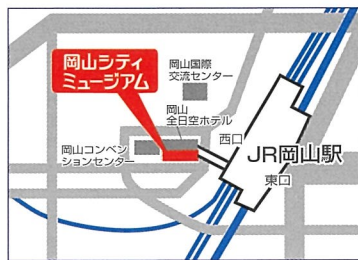 岡山シティ
ミュージアム
岡山国際
交流センター
岡山
全日空ホテル
岡山コンベン
ションセンター
西口
JR岡山駅
東口